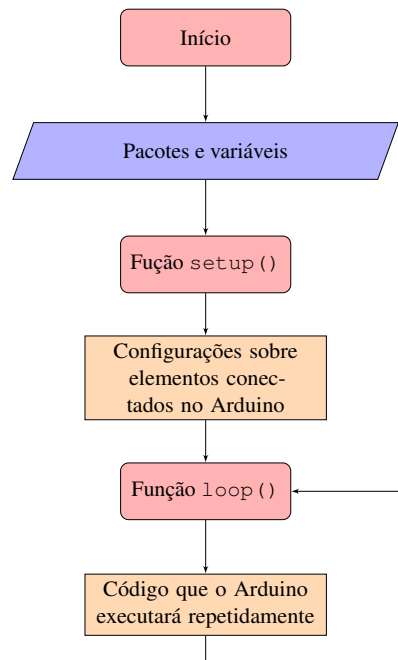 Início
Pacotes e variáveis
Fução setup()
Configurações sobre
elementos conec-
tados no Arduino
Função loop()
Código que o Arduino
executará repetidamente